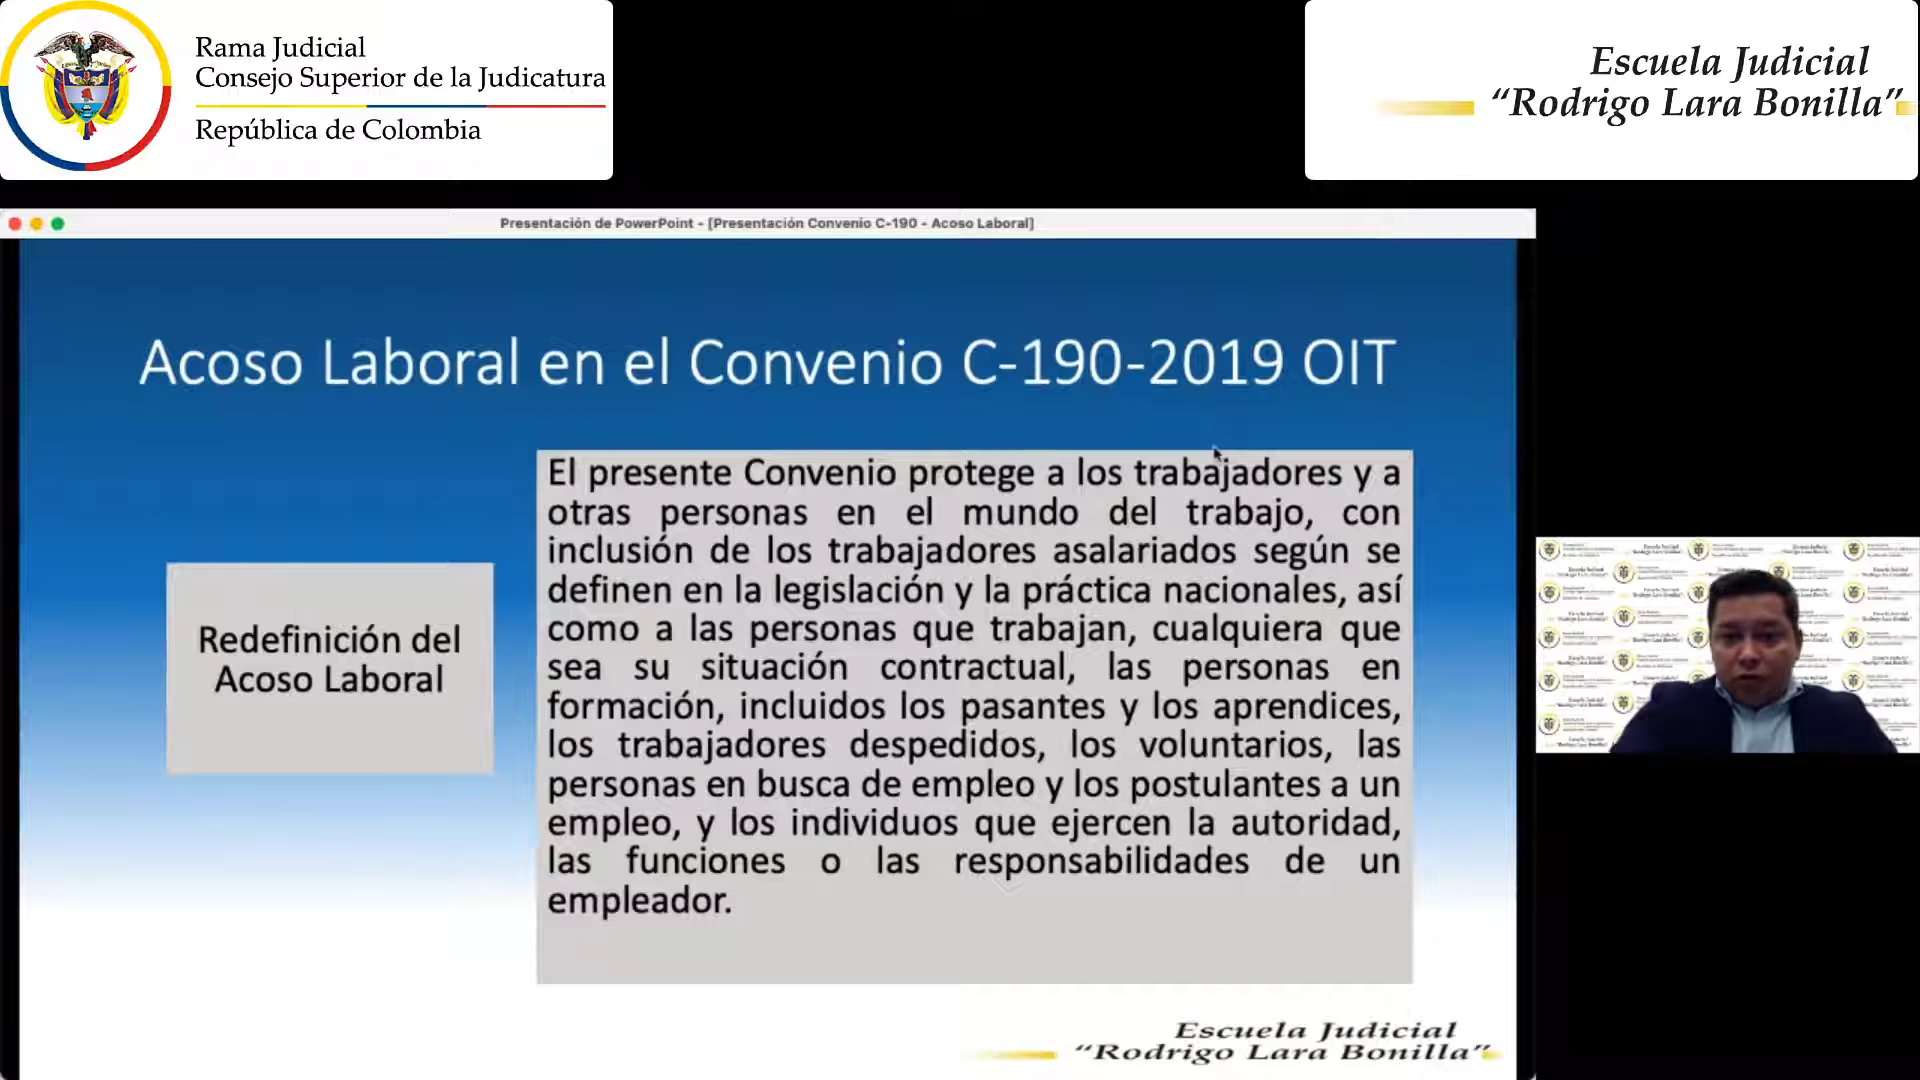 Rama Judicial
Consejo Superior de la Judicatura
República de Colombia
Escuela Judicial
“Rodrigo Lara Bonilla”
Presentación de PowerPoint - [Presentación Convenio C-190 - Acoso Laboral]
Acoso Laboral en el Convenio C-190-2019 OIT
Redefinición del
Acoso Laboral
El presente Convenio protege a los trabajadores y a
otras personas en el mundo del trabajo, con
inclusión de los trabajadores asalariados según se
definen en la legislación y la práctica nacionales, así
como a las personas que trabajan, cualquiera que
sea su situación contractual, las personas en
formación, incluidos los pasantes y los aprendices,
los trabajadores despedidos, los voluntarios, las
personas en busca de empleo y los postulantes a un
empleo, y los individuos que ejercen la autoridad,
las funciones o las responsabilidades de un
empleador.
Escuela Judicial
“Rodrigo Lara Bonilla”